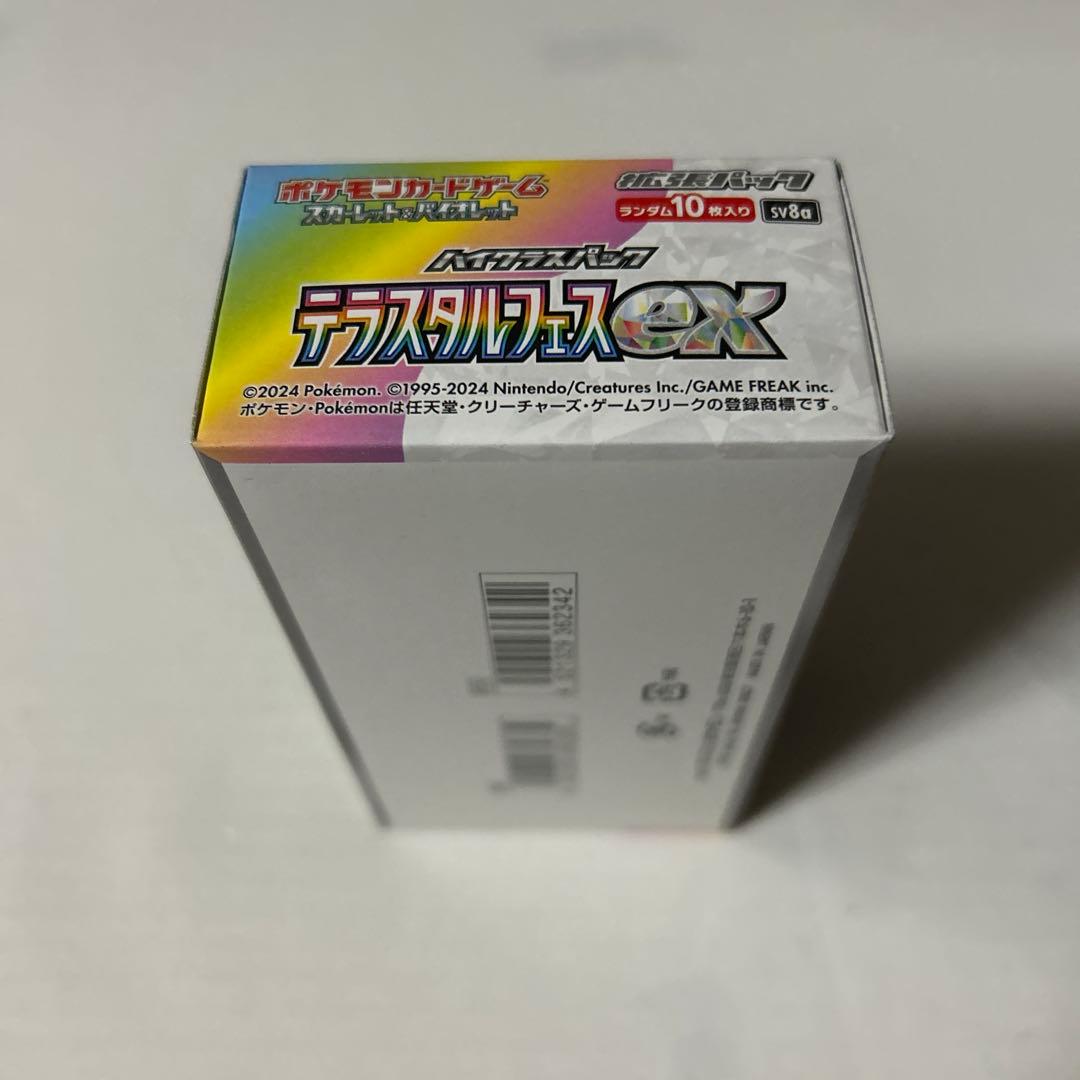 ポケモンカードゲーム
スカーレット&バイオレット
拡張パック
ランダム10枚入り
SV8a
ハイクラスパック
テラスタルフェスex
©2024 Pokémon. ©1995-2024 Nintendo/Creatures Inc./GAME FREAK inc.
ポケモン・Pokémonは任天堂・クリーチャーズ・ゲームフリークの登録商標です。
4 521329 362342